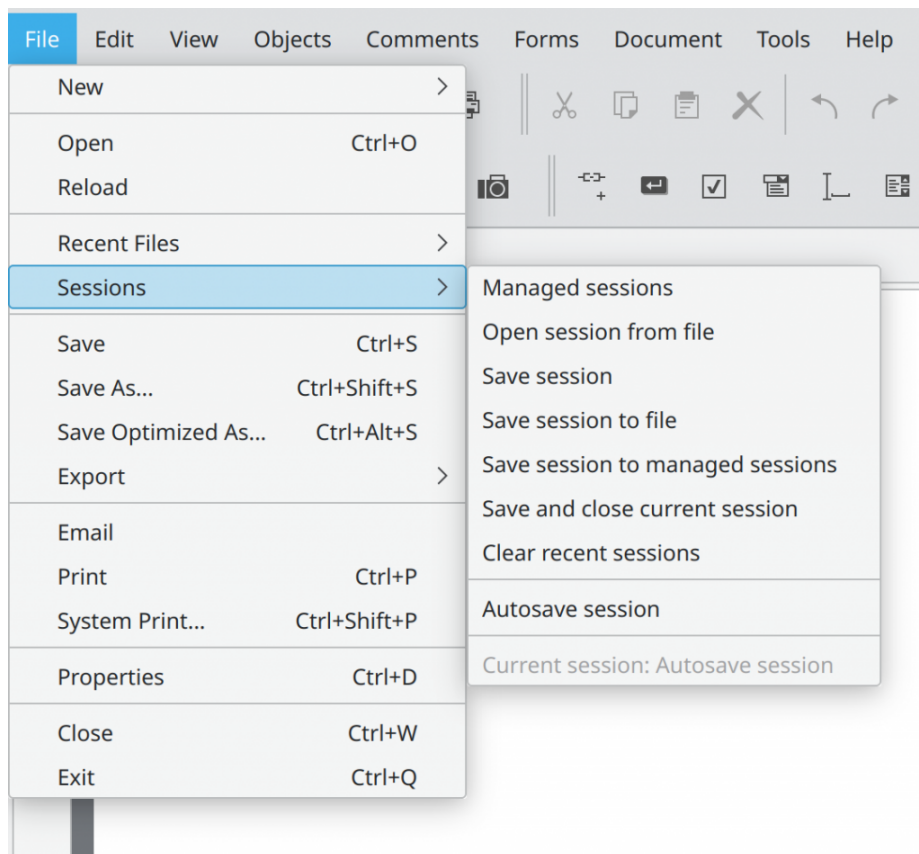 File Edit View Objects Comments Forms Document Tools Help
New
Open Ctrl+O
Reload
Recent Files
Sessions
Save Ctrl+S
Save As... Ctrl+Shift+S
Save Optimized As... Ctrl+Alt+S
Export
Email
Print Ctrl+P
System Print... Ctrl+Shift+P
Properties Ctrl+D
Close Ctrl+W
Exit Ctrl+Q
Managed sessions
Open session from file
Save session
Save session to file
Save session to managed sessions
Save and close current session
Clear recent sessions
Autosave session
Current session: Autosave session